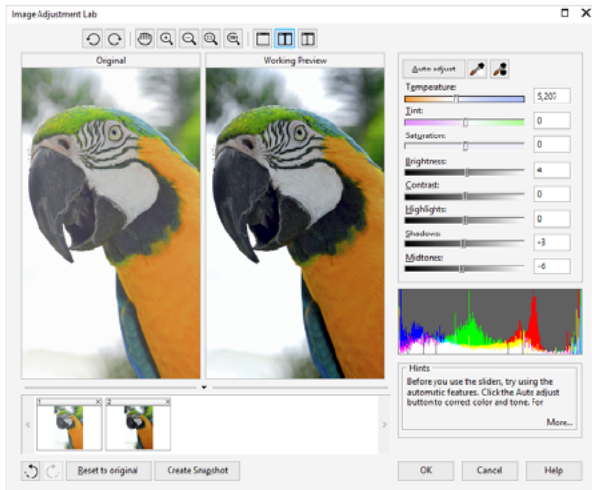 Image Adjustment Lab
Original
Working Preview
Auto adjust
Temperature:
5,207
Tint:
0
Saturation:
0
Brightness:
4
Contrast:
0
Highlights:
0
Shadows:
-3
Midtones:
-6
Hints
Before you use the sliders, try using the
automatic features. Click the Auto adjust
button to correct color and tone. For
More...
1
2
Reset to original
Create Snapshot
OK
Cancel
Help